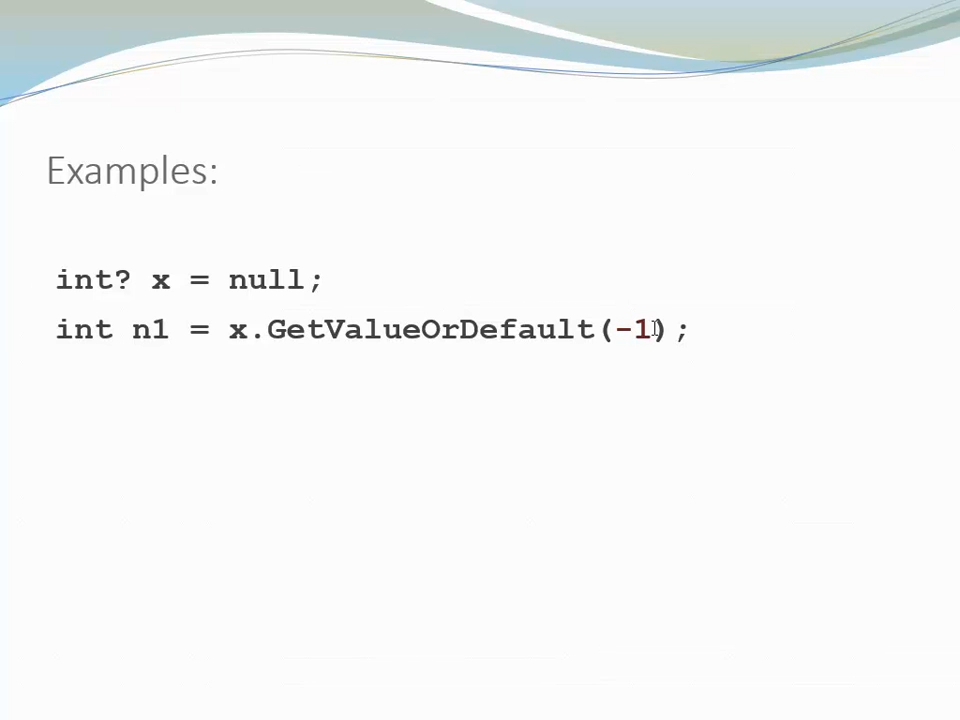 Examples:
int? x = null;
int n1 = x.GetValueOrDefault(-1);